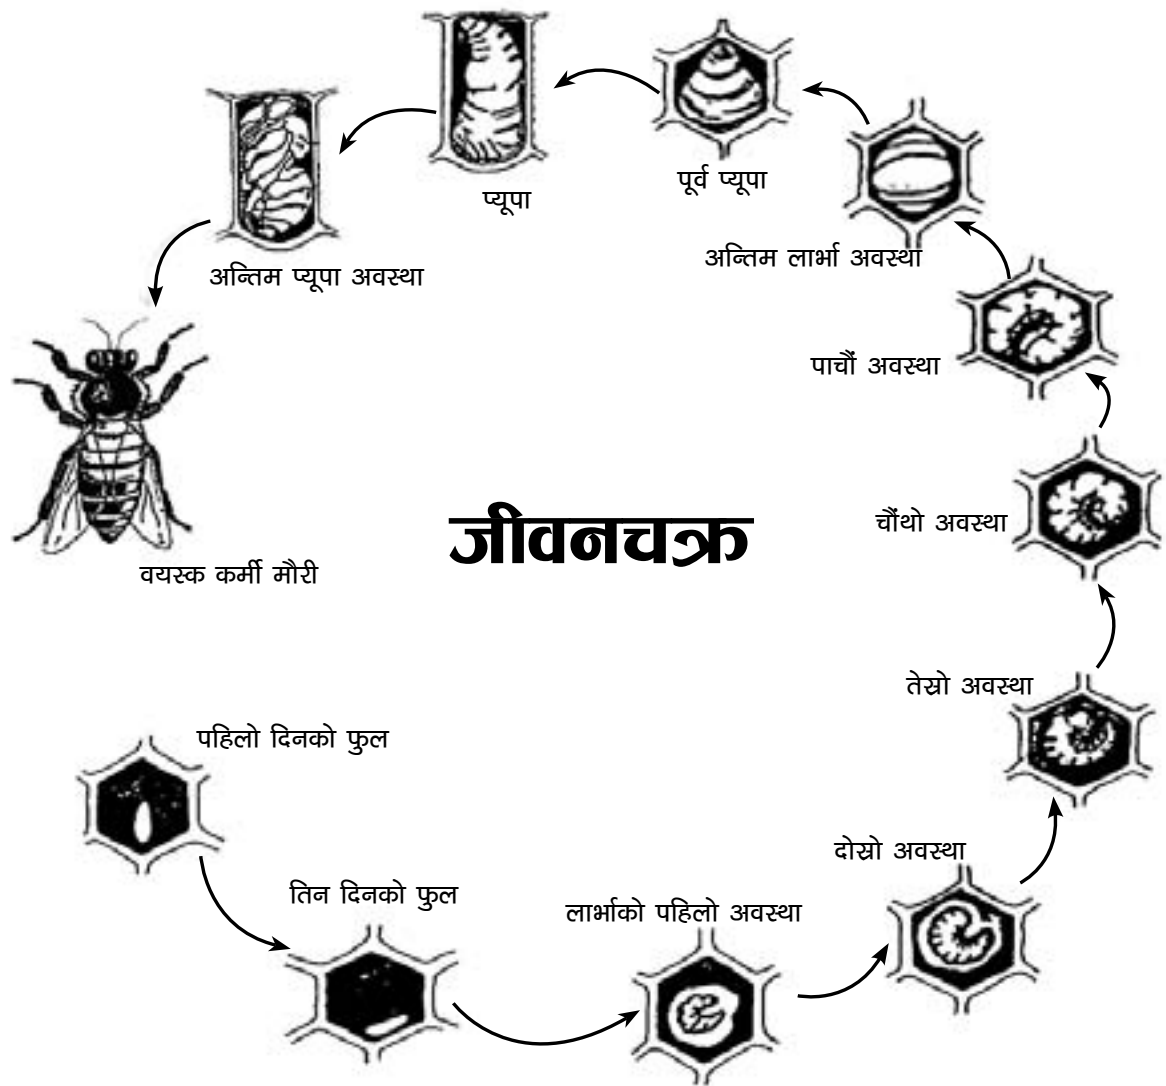 जीवनचक्र
पहिलो दिनको फुल
तिन दिनको फुल
लार्भाको पहिलो अवस्था
दोस्रो अवस्था
तेस्रो अवस्था
चौंथो अवस्था
पाचौं अवस्था
अन्तिम लार्भा अवस्था
पूर्व प्यूपा
प्यूपा
अन्तिम प्यूपा अवस्था
वयस्क कर्मी मौरी